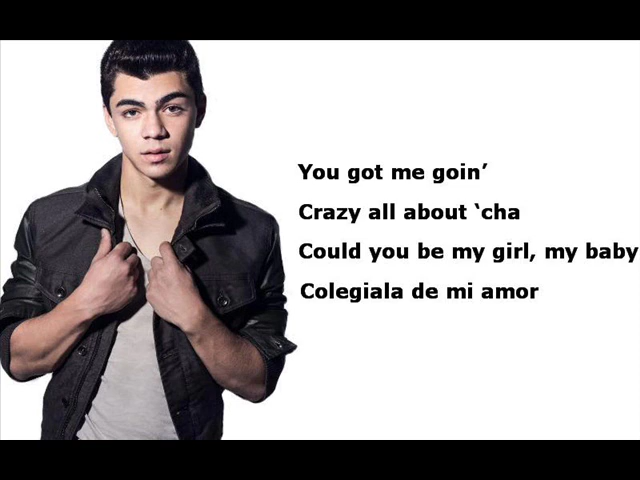 You got me goin’
Crazy all about ‘cha
Could you be my girl, my baby
Colegiala de mi amor